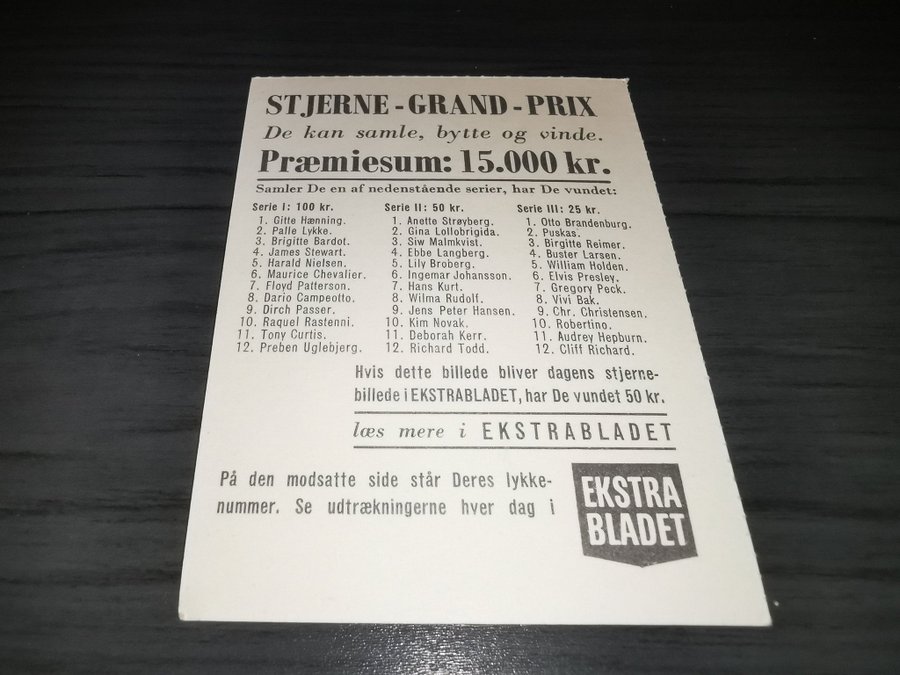 STJERNE-GRAND-PRIX
De kan samle, bytte og vinde.
Præmiesum: 15.000 kr.
Samler De en af nedenstående serier, har De vundet:
Serie I: 100 kr.
1. Gitte Hænning.
2. Palle Lykke.
3. Brigitte Bardot.
4. James Stewart.
5. Harald Nielsen.
6. Maurice Chevalier.
7. Floyd Patterson.
8. Dario Campeotto.
9. Dirch Passer.
10. Raquel Rastenni.
11. Tony Curtis.
12. Preben Uglebjerg.
Serie II: 50 kr.
1. Anette Strøyberg.
2. Gina Lollobrigida.
3. Siw Malmkvist.
4. Ebbe Langberg.
5. Lily Broberg.
6. Ingemar Johansson.
7. Hans Kurt.
8. Wilma Rudolf.
9. Jens Peter Hansen.
10. Kim Novak.
11. Deborah Kerr.
12. Richard Todd.
Serie III: 25 kr.
1. Otto Brandenburg.
2. Puskas.
3. Birgitte Reimer.
4. Buster Larsen.
5. William Holden.
6. Elvis Presley.
7. Gregory Peck.
8. Vivi Bak.
9. Chr. Christensen.
10. Robertino.
11. Audrey Hepburn.
12. Cliff Richard.
Hvis dette billede bliver dagens stjerne-
billede i EKSTRABLADET, har De vundet 50 kr.
læs mere i EKSTRABLADET
På den modsatte side står Deres lykke-
nummer. Se udtrækningerne hver dag i
EKSTRA
BLADET